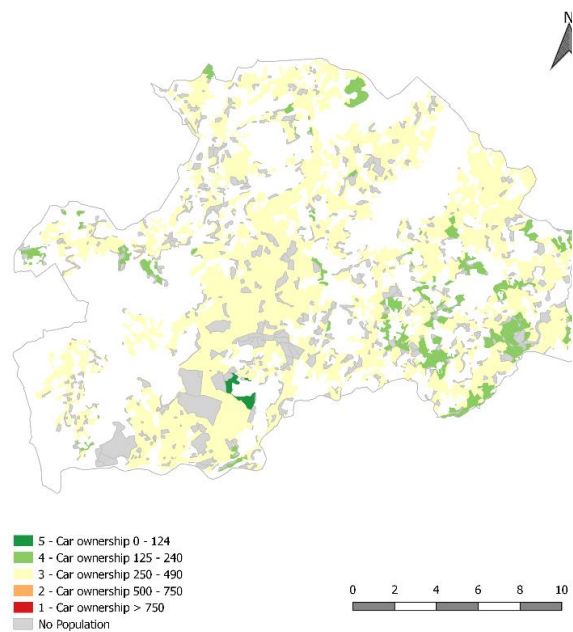 N
5 - Car ownership 0 - 124
4 - Car ownership 125 - 240
3 - Car ownership 250 - 490
2 - Car ownership 500 - 750
1 - Car ownership > 750
No Population
0 2 4 6 8 10